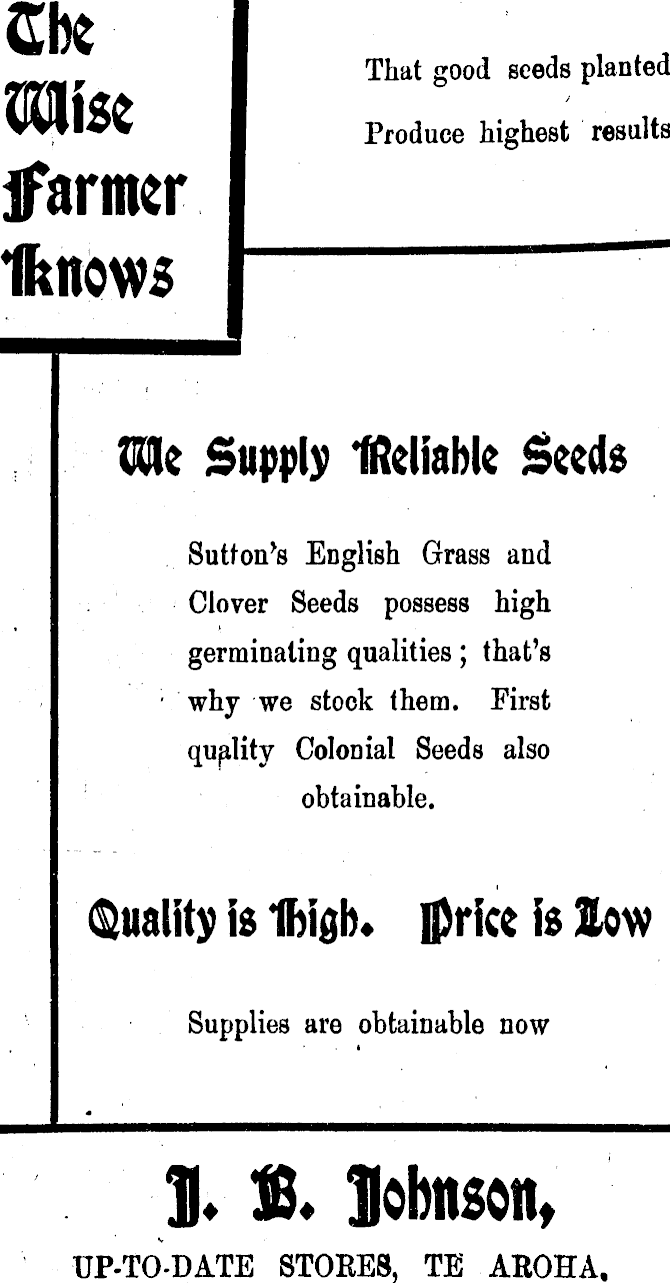 The
Wise
Farmer
Knows
That good seeds planted
Produce highest results
We Supply Reliable Seeds
Sutton's English Grass and
Clover Seeds possess high
germinating qualities; that's
why we stock them. First
quality Colonial Seeds also
obtainable.
Quality is High. Price is Low
Supplies are obtainable now
J. B. Johnson,
UP-TO-DATE STORES, TE AROHA.